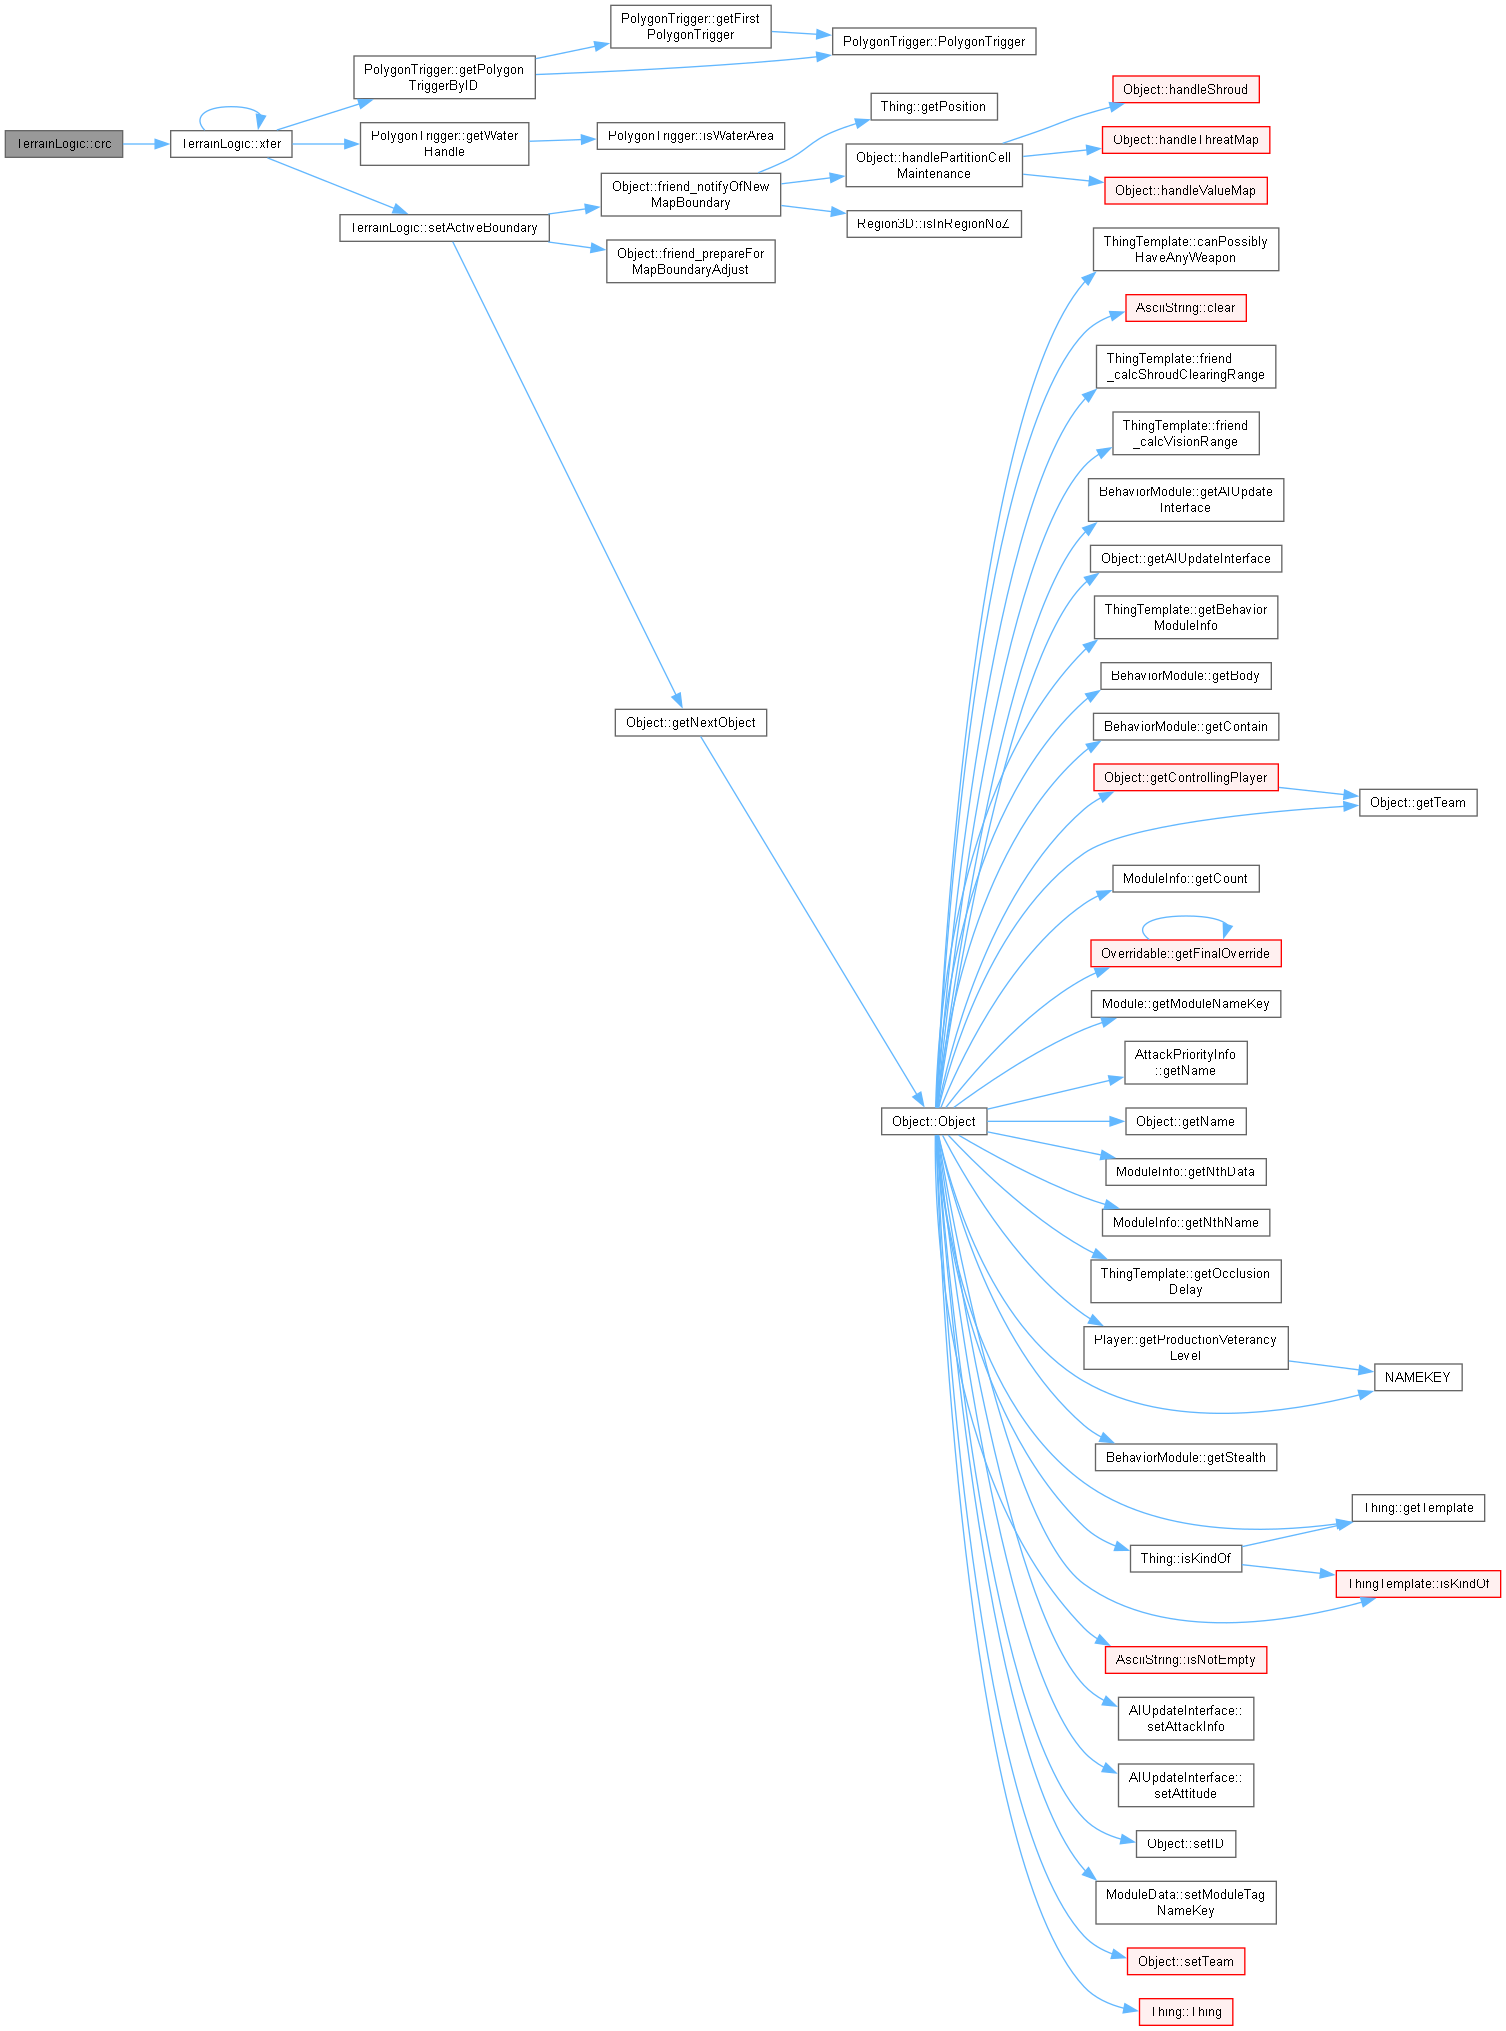 PolygonTrigger::getFirst
PolygonTrigger
PolygonTrigger::PolygonTrigger
PolygonTrigger::getPolygon
TriggerByID
Object::handleShroud
Thing::getPosition
TerrainLogic::crc
TerrainLogic::xfer
PolygonTrigger::getWater
Handle
PolygonTrigger::isWaterArea
Object::handlePartitionCell
Maintenance
Object::handleThreatMap
Object::handleValueMap
Object::friend_notifyOfNew
MapBoundary
TerrainLogic::setActiveBoundary
Region3D::isInRegionNoZ
Object::friend_prepareFor
MapBoundaryAdjust
ThingTemplate::canPossibly
HaveAnyWeapon
AsciiString::clear
ThingTemplate::friend
_calcShroudClearingRange
ThingTemplate::friend
_calcVisionRange
BehaviorModule::getAIUpdate
Interface
Object::getAIUpdateInterface
ThingTemplate::getBehavior
ModuleInfo
BehaviorModule::getBody
Object::getNextObject
BehaviorModule::getContain
Object::getControllingPlayer
Object::getTeam
ModuleInfo::getCount
Overridable::getFinalOverride
Module::getModuleNameKey
AttackPriorityInfo
::getName
Object::Object
Object::getName
ModuleInfo::getNthData
ModuleInfo::getNthName
ThingTemplate::getOcclusion
Delay
Player::getProductionVeterancy
Level
NAMEKEY
BehaviorModule::getStealth
Thing::getTemplate
Thing::isKindOf
ThingTemplate::isKindOf
AsciiString::isNotEmpty
AIUpdateInterface::
setAttackInfo
AIUpdateInterface::
setAttitude
Object::setID
ModuleData::setModuleTag
NameKey
Object::setTeam
Thing::Thing